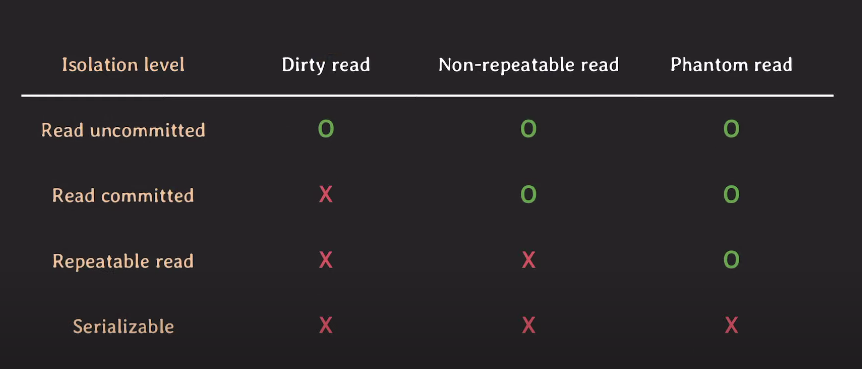 Isolation level Dirty read Non-repeatable read Phantom read
Read uncommitted O O O
Read committed X O O
Repeatable read X X O
Serializable X X X